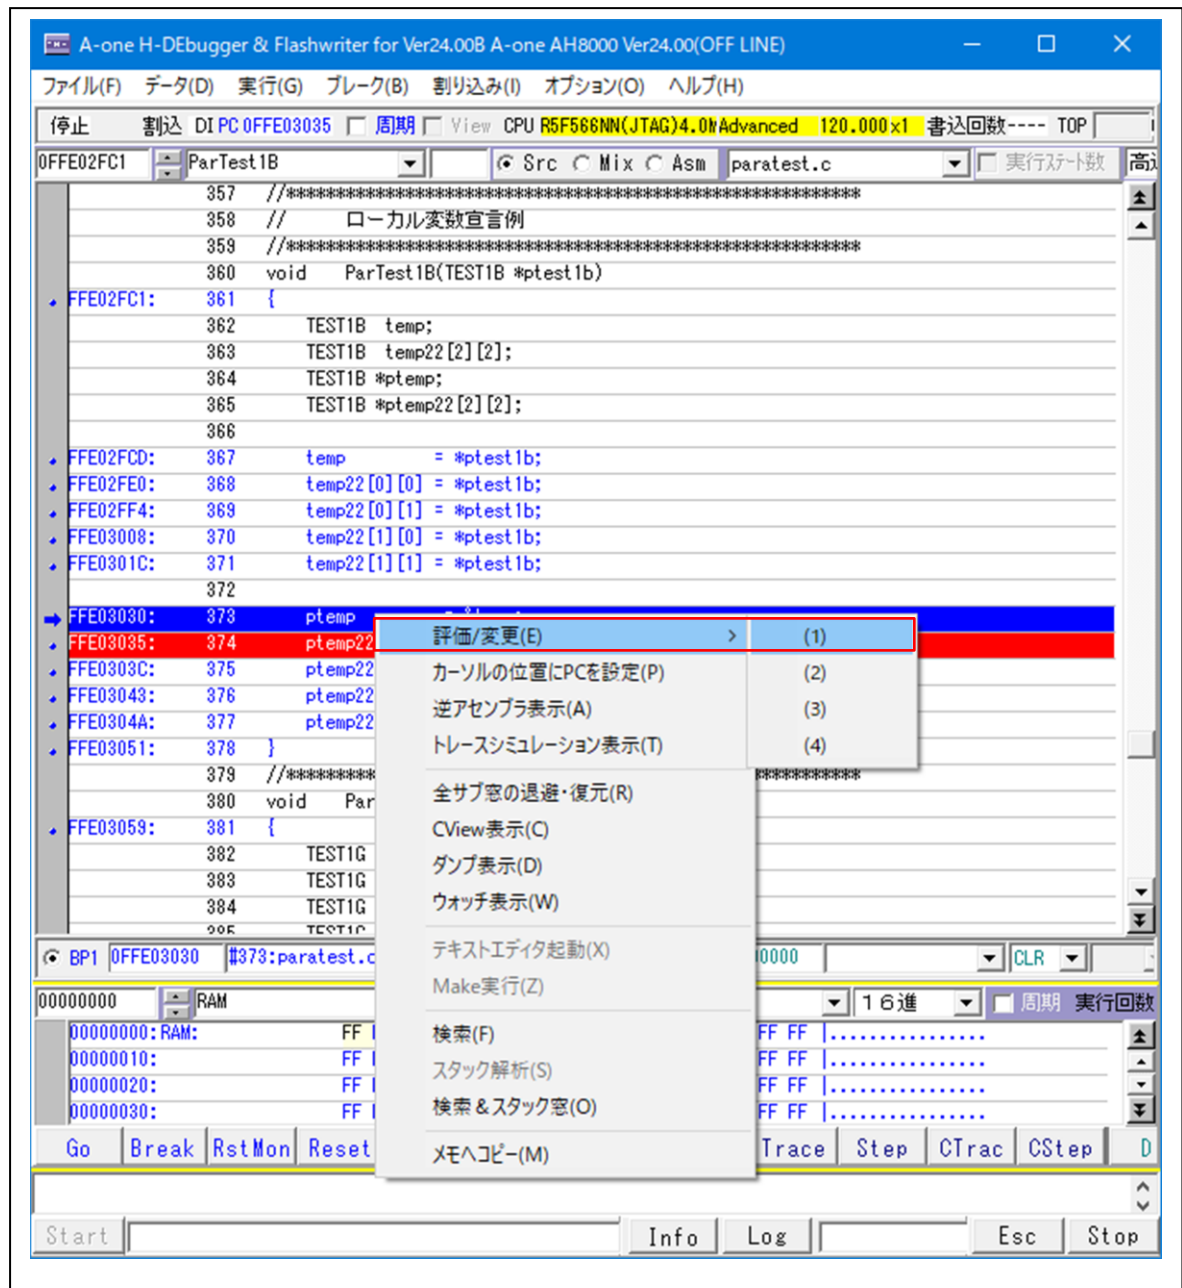 A-one H-DEbugger & Flashwriter for Ver24.00B A-one AH8000 Ver24.00(OFF LINE)
ファイル(F) データ(D) 実行(G) ブレーク(B) 割り込み(I) オプション(O) ヘルプ(H)
停止 割込 DI PC 0FFE03035 周期 View CPU R5F566NN(JTAG)4.0 Advanced 120.000x1 書込回数---- TOP
0FFE02FC1 ParTest1B Src Mix Asm paratest.c 実行ステート数
357 //**********************************************************
358 // ローカル変数宣言例
359 //**********************************************************
360 void ParTest1B(TEST1B *ptest1b)
FFE02FC1: 361 {
362 TEST1B temp;
363 TEST1B temp22[2][2];
364 TEST1B *ptemp;
365 TEST1B *ptemp22[2][2];
366
FFE02FCD: 367 temp = *ptest1b;
FFE02FE0: 368 temp22[0][0] = *ptest1b;
FFE02FF4: 369 temp22[0][1] = *ptest1b;
FFE03008: 370 temp22[1][0] = *ptest1b;
FFE0301C: 371 temp22[1][1] = *ptest1b;
372
FFE03030: 373 ptemp
FFE03035: 374 ptemp22
FFE0303C: 375 ptemp22
FFE03043: 376 ptemp22
FFE0304A: 377 ptemp22
FFE03051: 378 }
379 //********* **********
380 void Par
FFE03059: 381 {
382 TEST1G
383 TEST1G
384 TEST1G
評価/変更(E) > (1)
カーソルの位置にPCを設定(P) (2)
逆アセンブラ表示(A) (3)
トレースシミュレーション表示(T) (4)
全サブ窓の退避・復元(R)
CView表示(C)
ダンプ表示(D)
ウォッチ表示(W)
テキストエディタ起動(X)
Make実行(Z)
検索(F)
スタック解析(S)
検索&スタック窓(O)
メモへコピー(M)
BP1 0FFE03030 #373:paratest.c 0000 CLR
00000000 RAM 16進 周期 実行回数
00000000:RAM: FF FF FF |................
00000010: FF FF FF |................
00000020: FF FF FF |................
00000030: FF FF FF |................
Go Break RstMon Reset Trace Step CTrac CStep D
Start Info Log Esc Stop